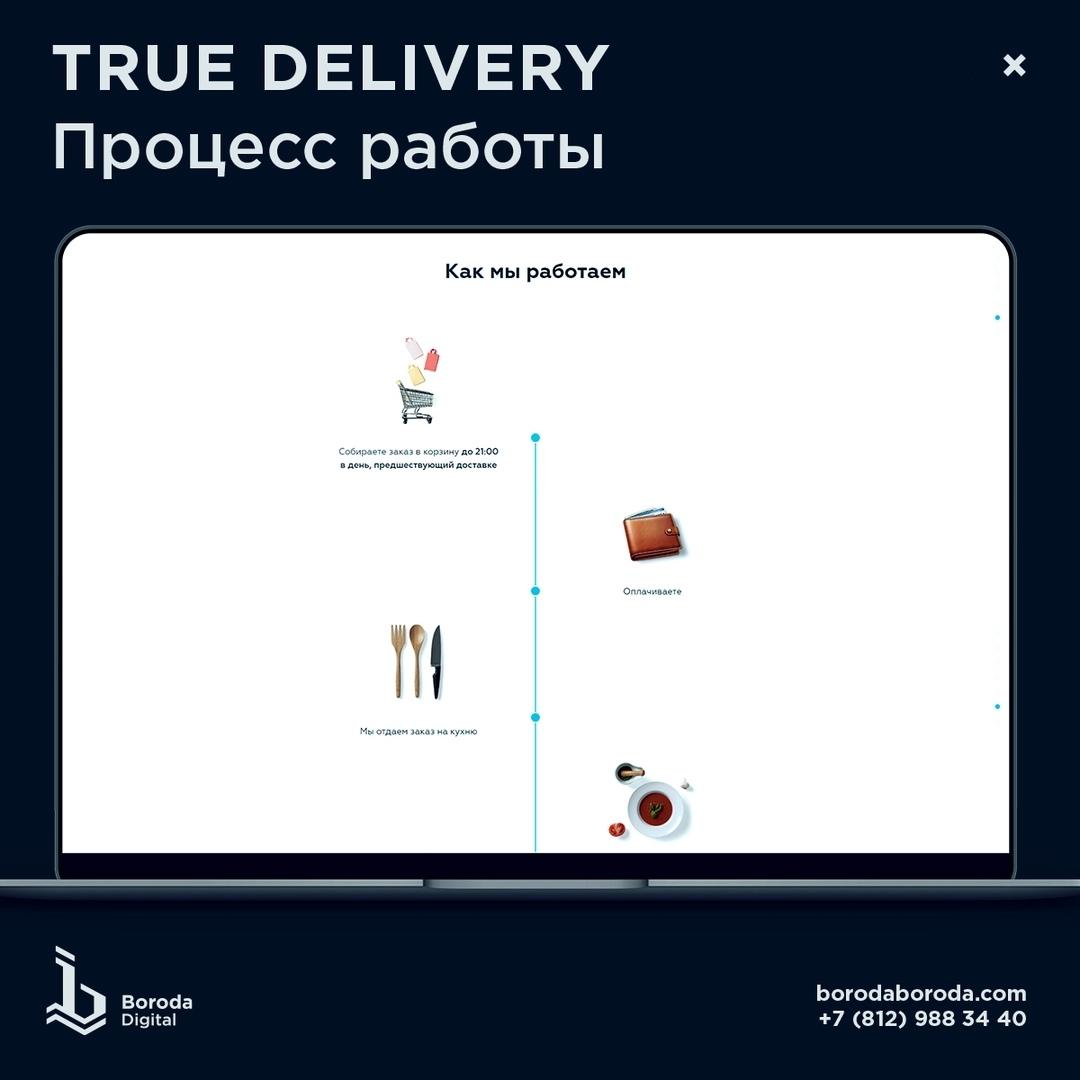 TRUE DELIVERY
Процесс работы
Как мы работаем
Собираете заказ в корзину до 21:00
в день, предшествующий доставке
Оплачиваете
Мы отдаем заказ на кухню
Boroda
Digital
borodaboroda.com
+7 (812) 988 34 40